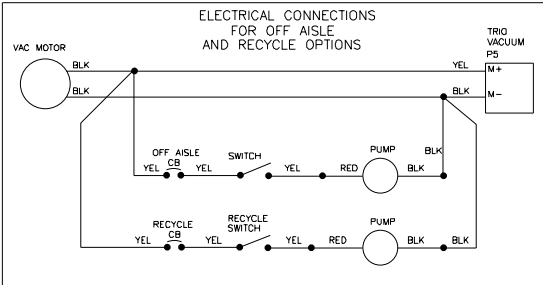 ELECTRICAL CONNECTIONS
FOR OFF AISLE
AND RECYCLE OPTIONS
TRIO
VACUUM
P5
VAC MOTOR
BLK
YEL
M+
BLK
BLK
M-
BLK
OFF AISLE
CB
SWITCH
PUMP
YEL
YEL
YEL
RED
BLK
RECYCLE
CB
RECYCLE
SWITCH
PUMP
YEL
YEL
YEL
RED
BLK
BLK